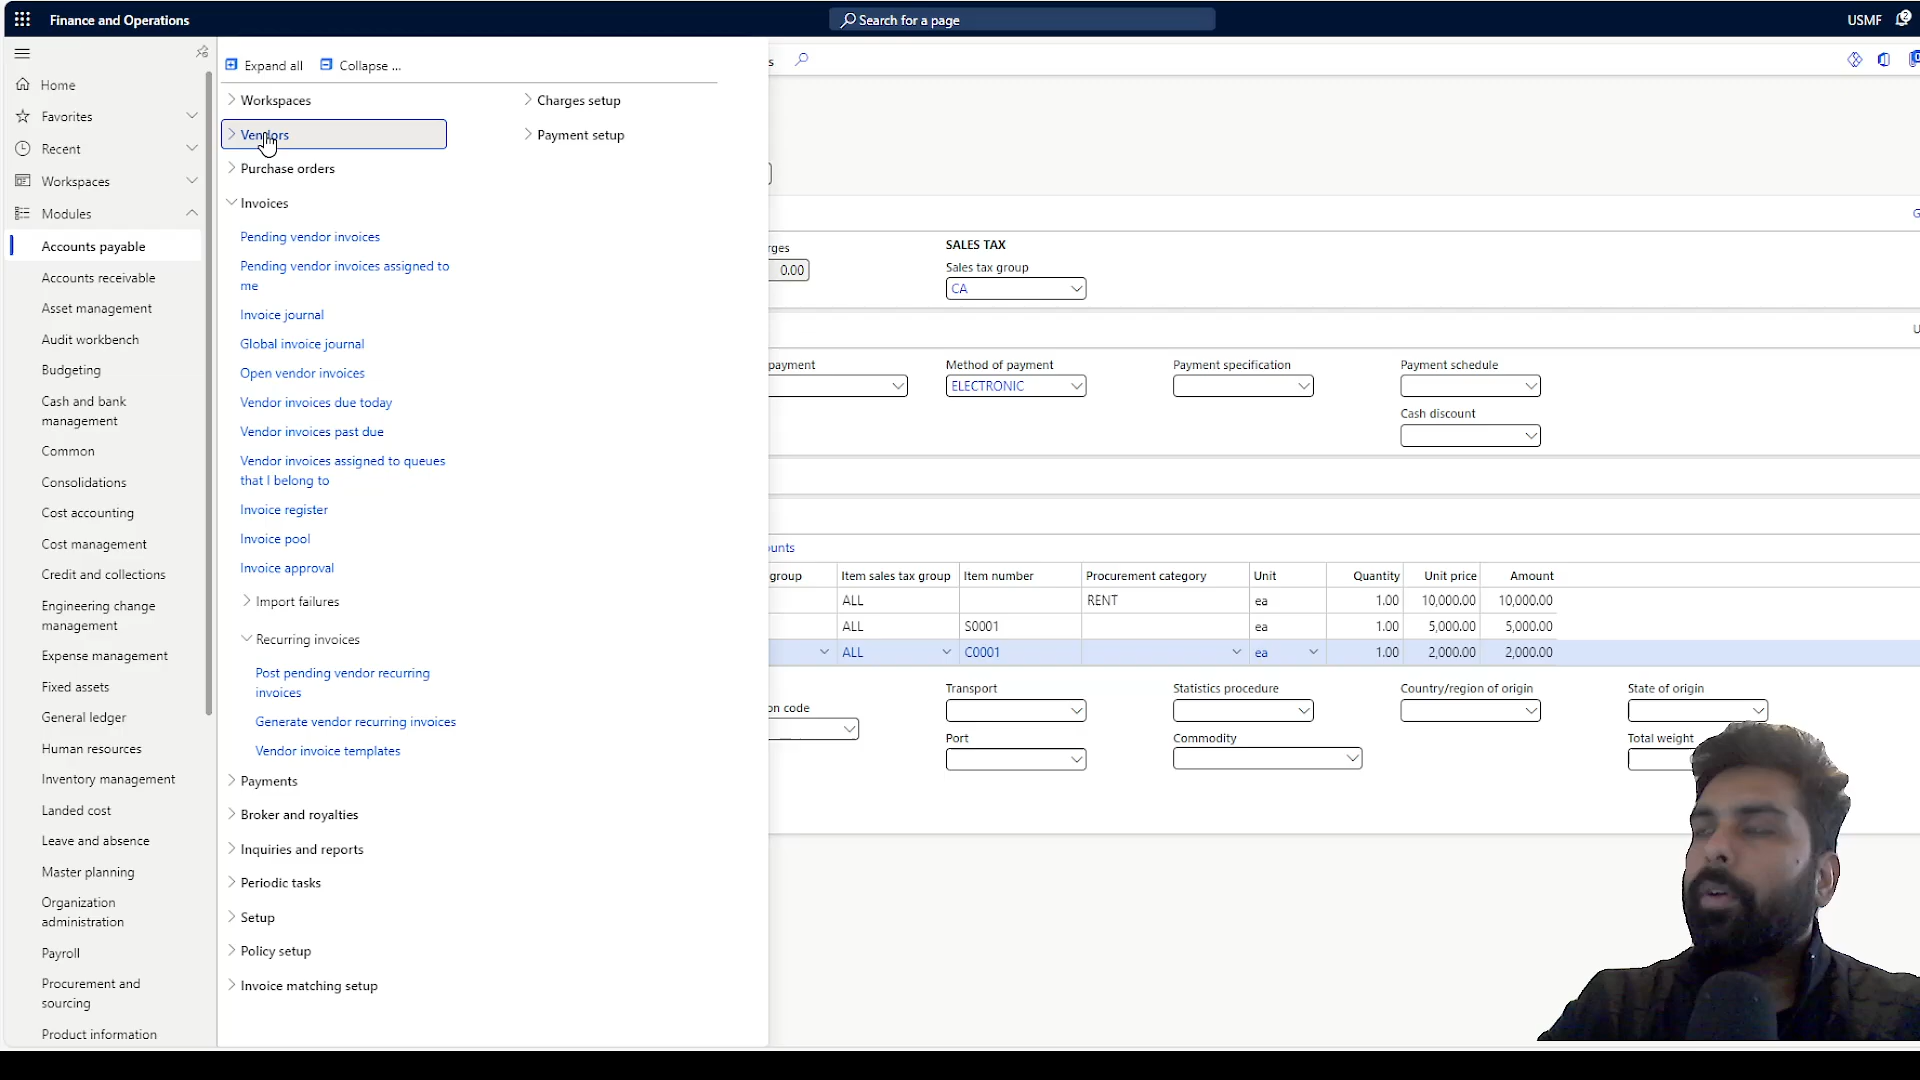 Finance and Operations
Search for a page
USMF
2
Home
Favorites
Recent
Workspaces
Modules
Accounts payable
Accounts receivable
Asset management
Audit workbench
Budgeting
Cash and bank
management
Common
Consolidations
Cost accounting
Cost management
Credit and collections
Engineering change
management
Expense management
Fixed assets
General ledger
Human resources
Inventory management
Landed cost
Leave and absence
Master planning
Organization
administration
Payroll
Procurement and
sourcing
Product information
Expand all
Collapse ...
Workspaces
Vendors
Purchase orders
Invoices
Pending vendor invoices
Pending vendor invoices assigned to
me
Invoice journal
Global invoice journal
Open vendor invoices
Vendor invoices due today
Vendor invoices past due
Vendor invoices assigned to queues
that I belong to
Invoice register
Invoice pool
Invoice approval
Import failures
Recurring invoices
Post pending vendor recurring
invoices
Generate vendor recurring invoices
Vendor invoice templates
Payments
Broker and royalties
Inquiries and reports
Periodic tasks
Setup
Policy setup
Invoice matching setup
Charges setup
Payment setup
s
rges
0.00
SALES TAX
Sales tax group
CA
payment
Method of payment
ELECTRONIC
Payment specification
Payment schedule
Cash discount
unts
group Item sales tax group Item number Procurement category Unit Quantity Unit price Amount
ALL RENT ea 1.00 10,000.00 10,000.00
ALL S0001 ea 1.00 5,000.00 5,000.00
ALL C0001 ea 1.00 2,000.00 2,000.00
on code
Transport
Port
Statistics procedure
Commodity
Country/region of origin
State of origin
Total weight